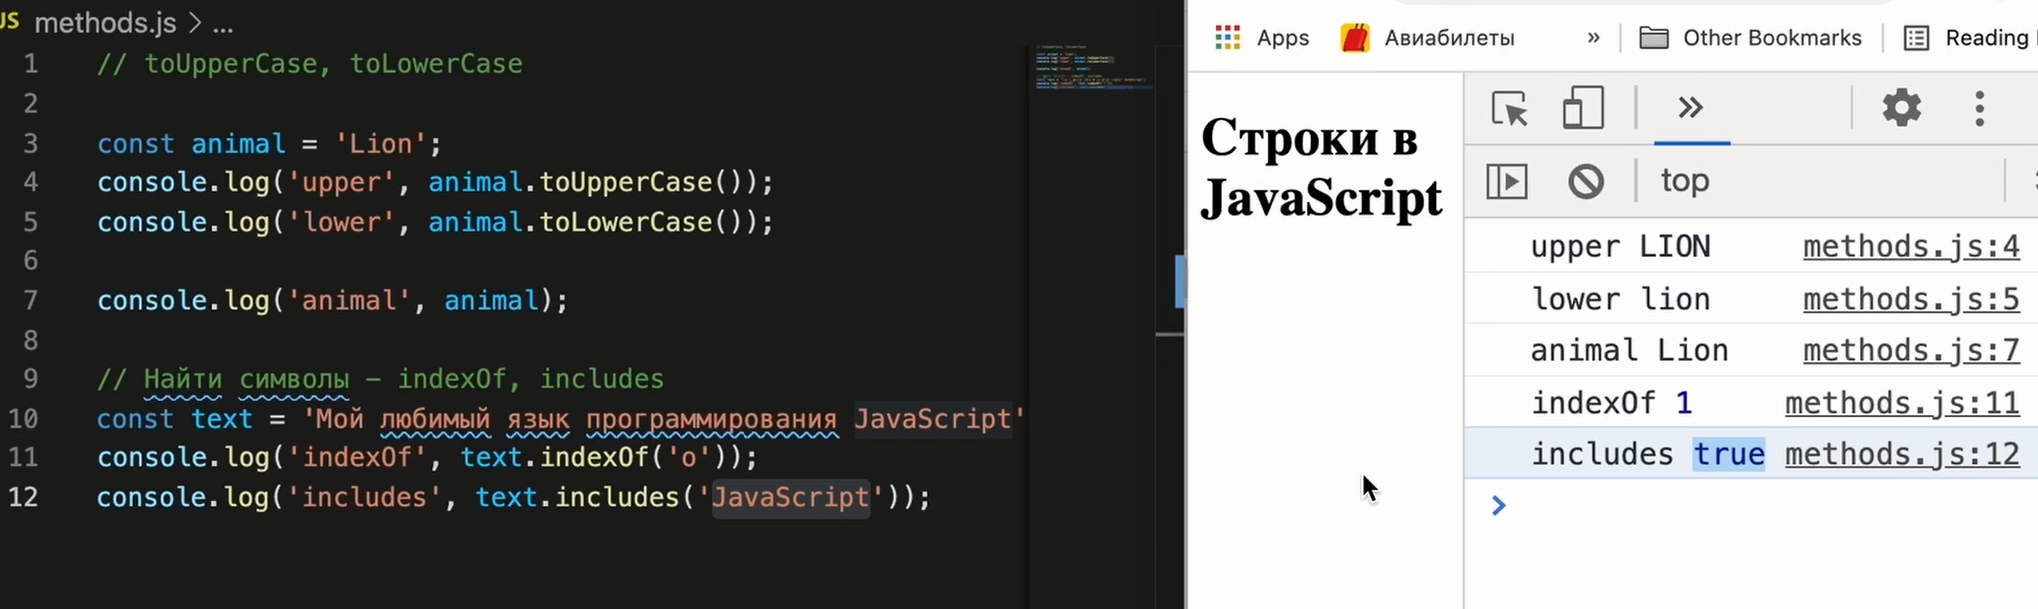 JS methods.js > ...
1 // toUpperCase, toLowerCase
2
3 const animal = 'Lion';
4 console.log('upper', animal.toUpperCase());
5 console.log('lower', animal.toLowerCase());
6
7 console.log('animal', animal);
8
9 // Найти символы – indexOf, includes
10 const text = 'Мой любимый язык программирования JavaScript'
11 console.log('indexOf', text.indexOf('о'));
12 console.log('includes', text.includes('JavaScript'));
Apps Авиабилеты » Other Bookmarks Reading
Строки в
JavaScript
top
upper LION methods.js:4
lower lion methods.js:5
animal Lion methods.js:7
indexOf 1 methods.js:11
includes true methods.js:12